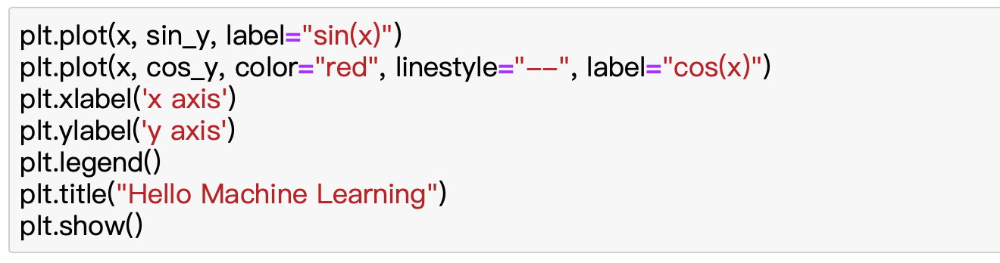 plt.plot(x, sin_y, label="sin(x)")
plt.plot(x, cos_y, color="red", linestyle="--", label="cos(x)")
plt.xlabel('x axis')
plt.ylabel('y axis')
plt.legend()
plt.title("Hello Machine Learning")
plt.show()